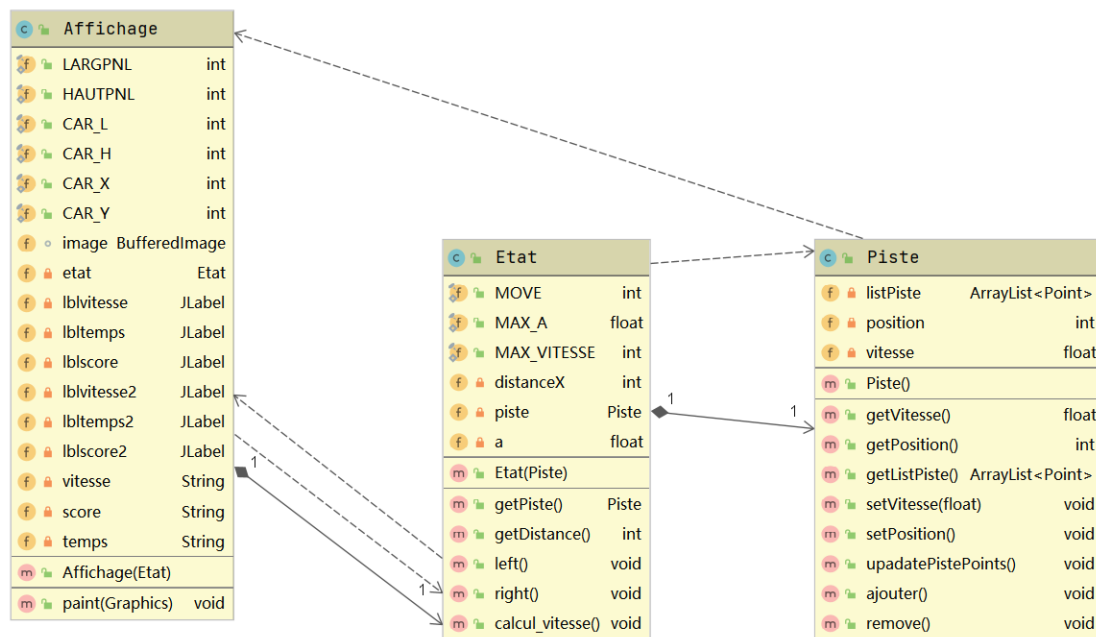 Affichage
LARGPNL int
HAUTPNL int
CAR_L int
CAR_H int
CAR_X int
CAR_Y int
image BufferedImage
etat Etat
lblvitesse JLabel
lbltemps JLabel
lblscore JLabel
lblvitesse2 JLabel
lbltemps2 JLabel
lblscore2 JLabel
vitesse String
score String
temps String
Affichage(Etat)
paint(Graphics) void
1
1
Etat
MOVE int
MAX_A float
MAX_VITESSE int
distanceX int
piste Piste
a float
Etat(Piste)
getPiste() Piste
getDistance() int
left() void
right() void
calcul_vitesse() void
1
1
Piste
listPiste ArrayList<Point>
position int
vitesse float
Piste()
getVitesse() float
getPosition() int
getListPiste() ArrayList<Point>
setVitesse(float) void
setPosition() void
upadatePistePoints() void
ajouter() void
remove() void